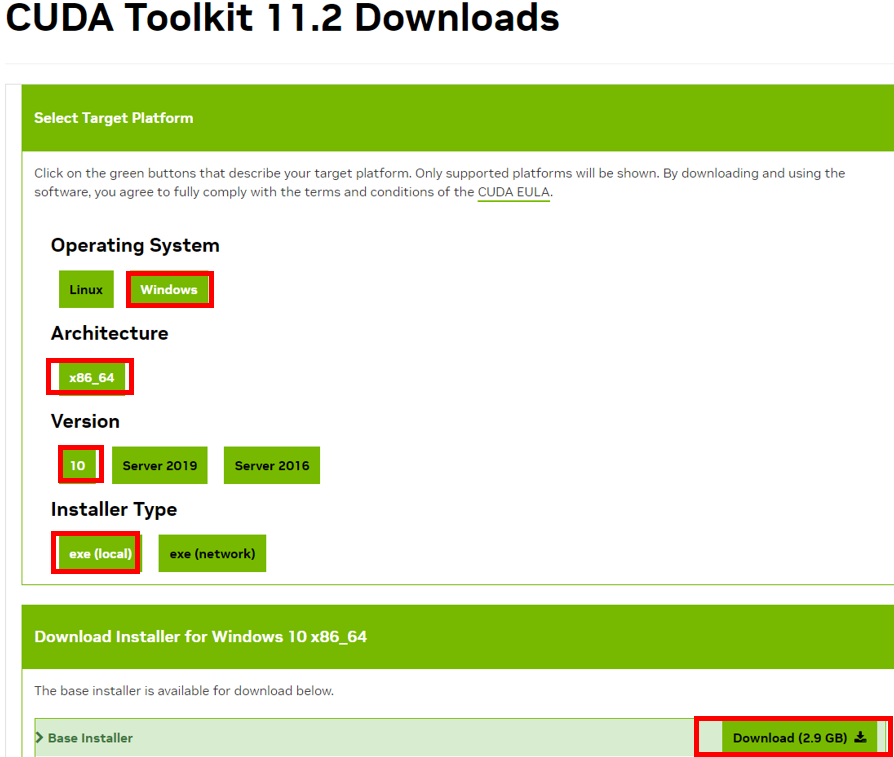 CUDA Toolkit 11.2 Downloads
Select Target Platform
Click on the green buttons that describe your target platform. Only supported platforms will be shown. By downloading and using the
software, you agree to fully comply with the terms and conditions of the CUDA EULA.
Operating System
Linux Windows
Architecture
x86_64
Version
10 Server 2019 Server 2016
Installer Type
exe (local) exe (network)
Download Installer for Windows 10 x86_64
The base installer is available for download below.
Base Installer Download (2.9 GB)